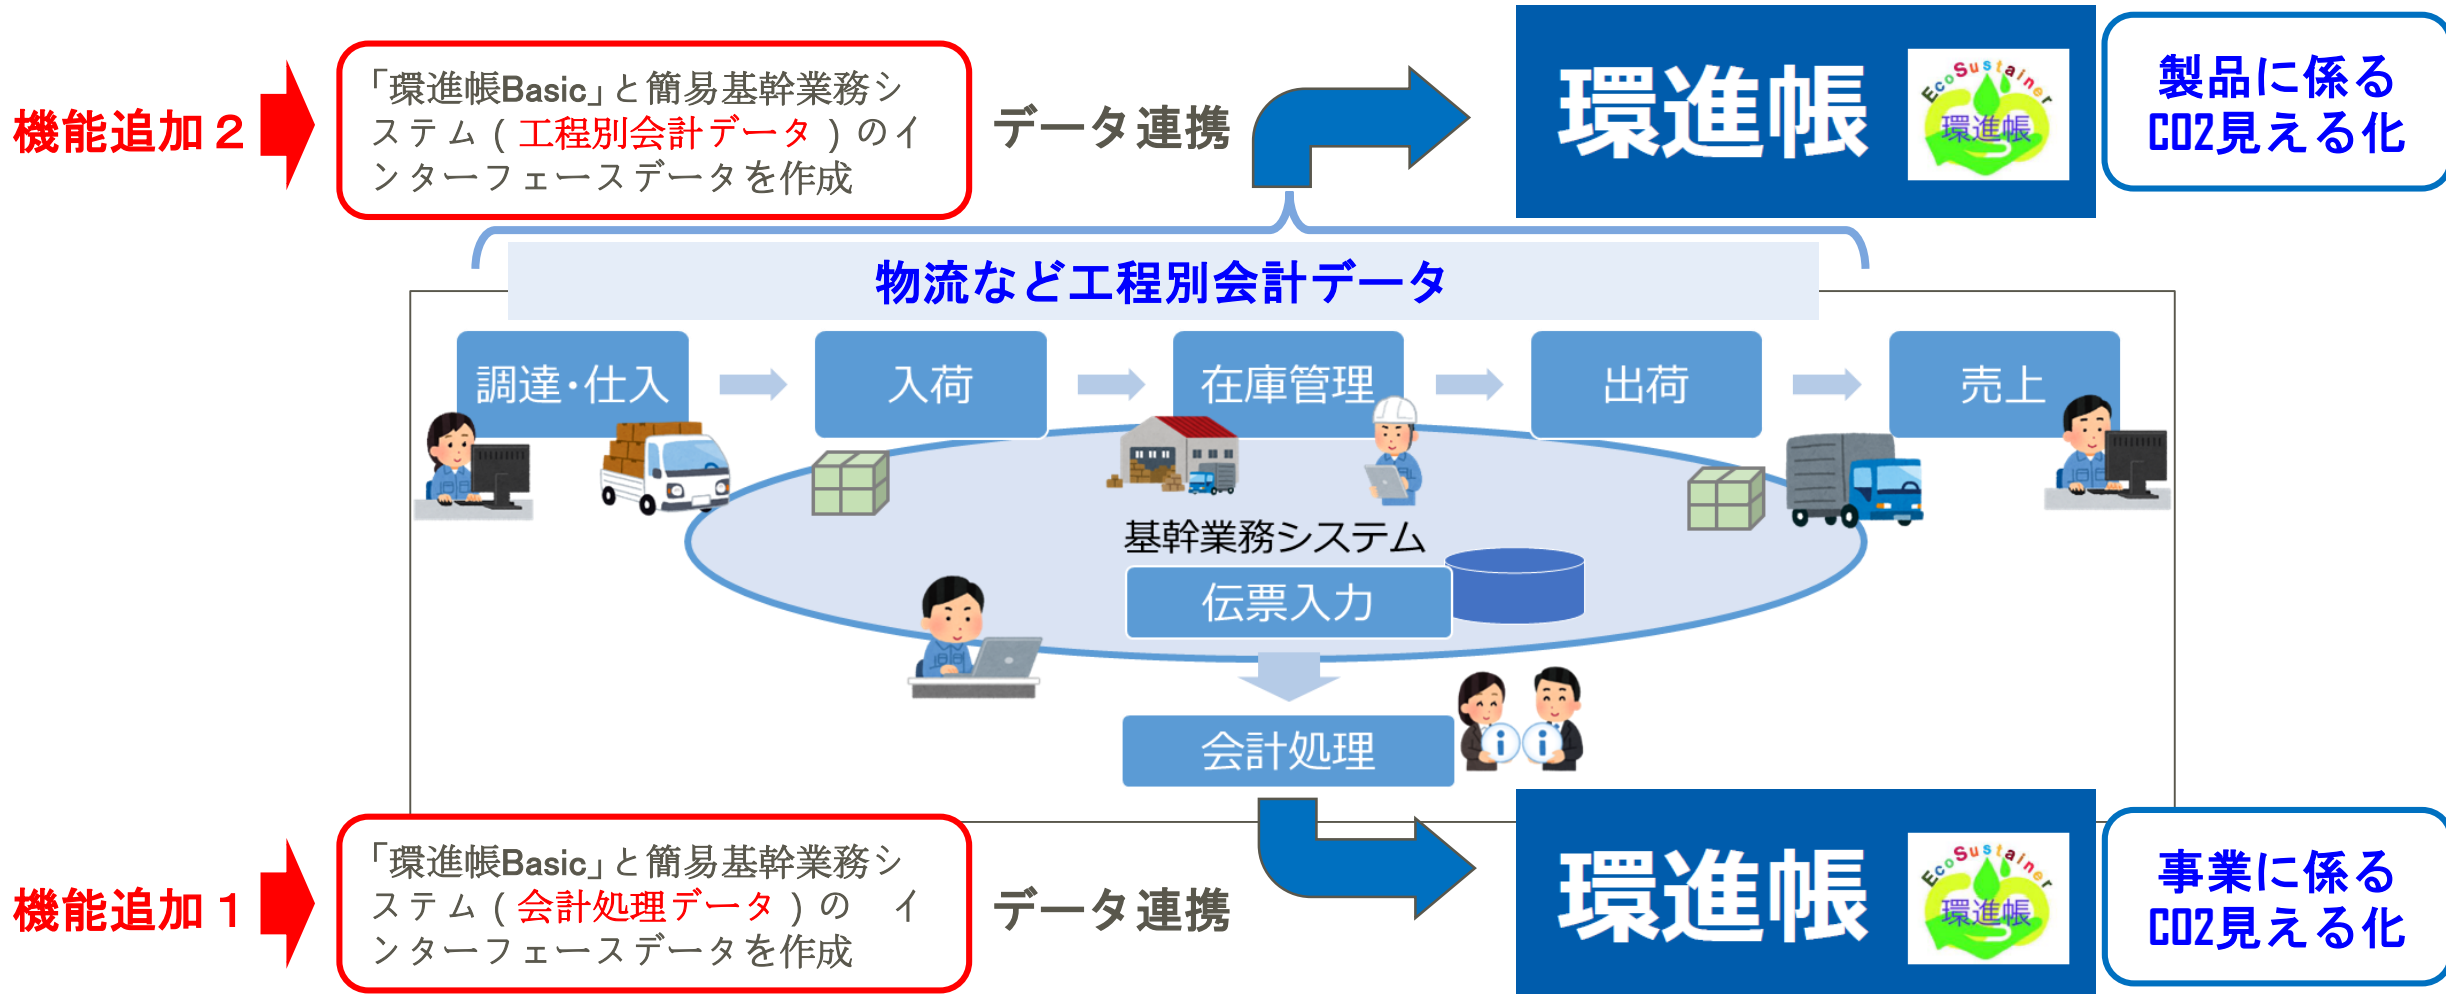 機能追加２
「環進帳Basic」と簡易基幹業務シ
ステム（工程別会計データ）のイ
ンターフェースデータを作成
データ連携
環進帳
EcoSustainer
環進帳
製品に係る
CO2見える化
物流など工程別会計データ
調達・仕入
入荷
在庫管理
出荷
売上
基幹業務システム
伝票入力
会計処理
機能追加１
「環進帳Basic」と簡易基幹業務シ
ステム（会計処理データ）の　イ
ンターフェースデータを作成
データ連携
環進帳
EcoSustainer
環進帳
事業に係る
CO2見える化